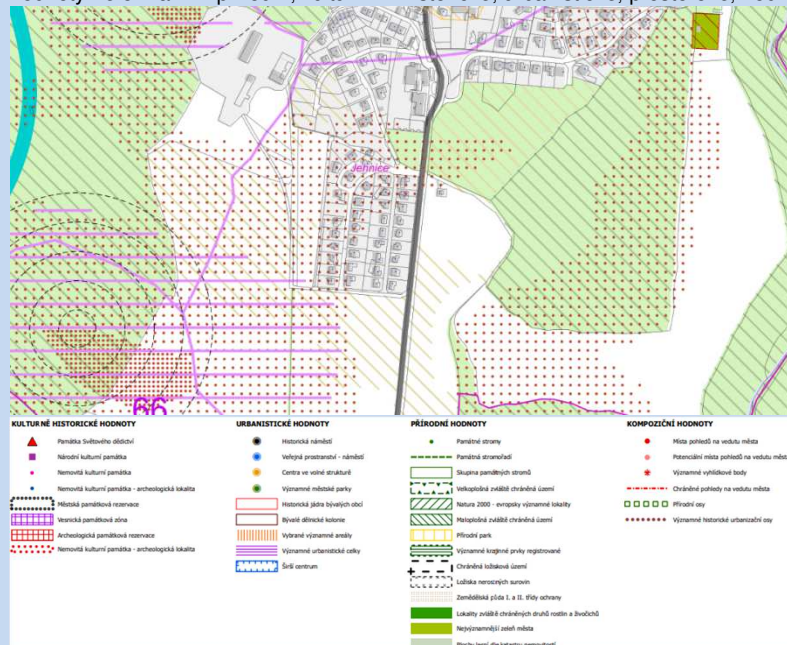 Jehnice
66
KULTURNĚ HISTORICKÉ HODNOTY
Památka Světového dědictví
Národní kulturní památka
Nemovitá kulturní památka
Nemovitá kulturní památka - archeologická lokalita
Městská památková rezervace
Vesnická památková zóna
Archeologická památková rezervace
Nemovitá kulturní památka - archeologická lokalita
URBANISTICKÉ HODNOTY
Historická náměstí
Veřejná prostranství - náměstí
Centra ve volné struktuře
Významné městské parky
Historická jádra bývalých obcí
Bývalé dělnické kolonie
Vybrané významné areály
Významné urbanistické celky
Širší centrum
PŘÍRODNÍ HODNOTY
Památné stromy
Památné stromořadí
Skupina památných stromů
Velkoplošná zvláště chráněná území
Natura 2000 - evropsky významné lokality
Maloplošná zvláště chráněná území
Přírodní park
Významné krajinné prvky registrované
Chráněná ložisková území
Ložiska nerostných surovin
Zemědělská půda I. a II. třídy ochrany
Lokality zvláště chráněných druhů rostlin a živočichů
Nejvýznamnější zeleň města
KOMPOZIČNÍ HODNOTY
Místa pohledů na vedutu města
Potenciální místa pohledů na vedutu města
Významné vyhlídkové body
Chráněné pohledy na vedutu města
Přírodní osy
Významné historické urbanizační osy